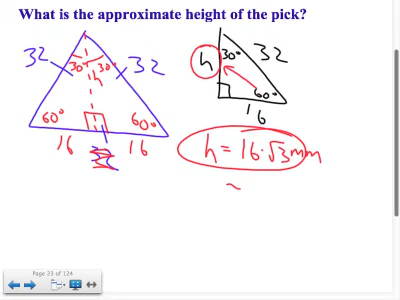 What is the approximate height of the pick?
32 32
30° 30°
h
60° 60°
16 16
30° 32
h
60°
16
h = 16·√3 mm
≈
Page 23 of 124